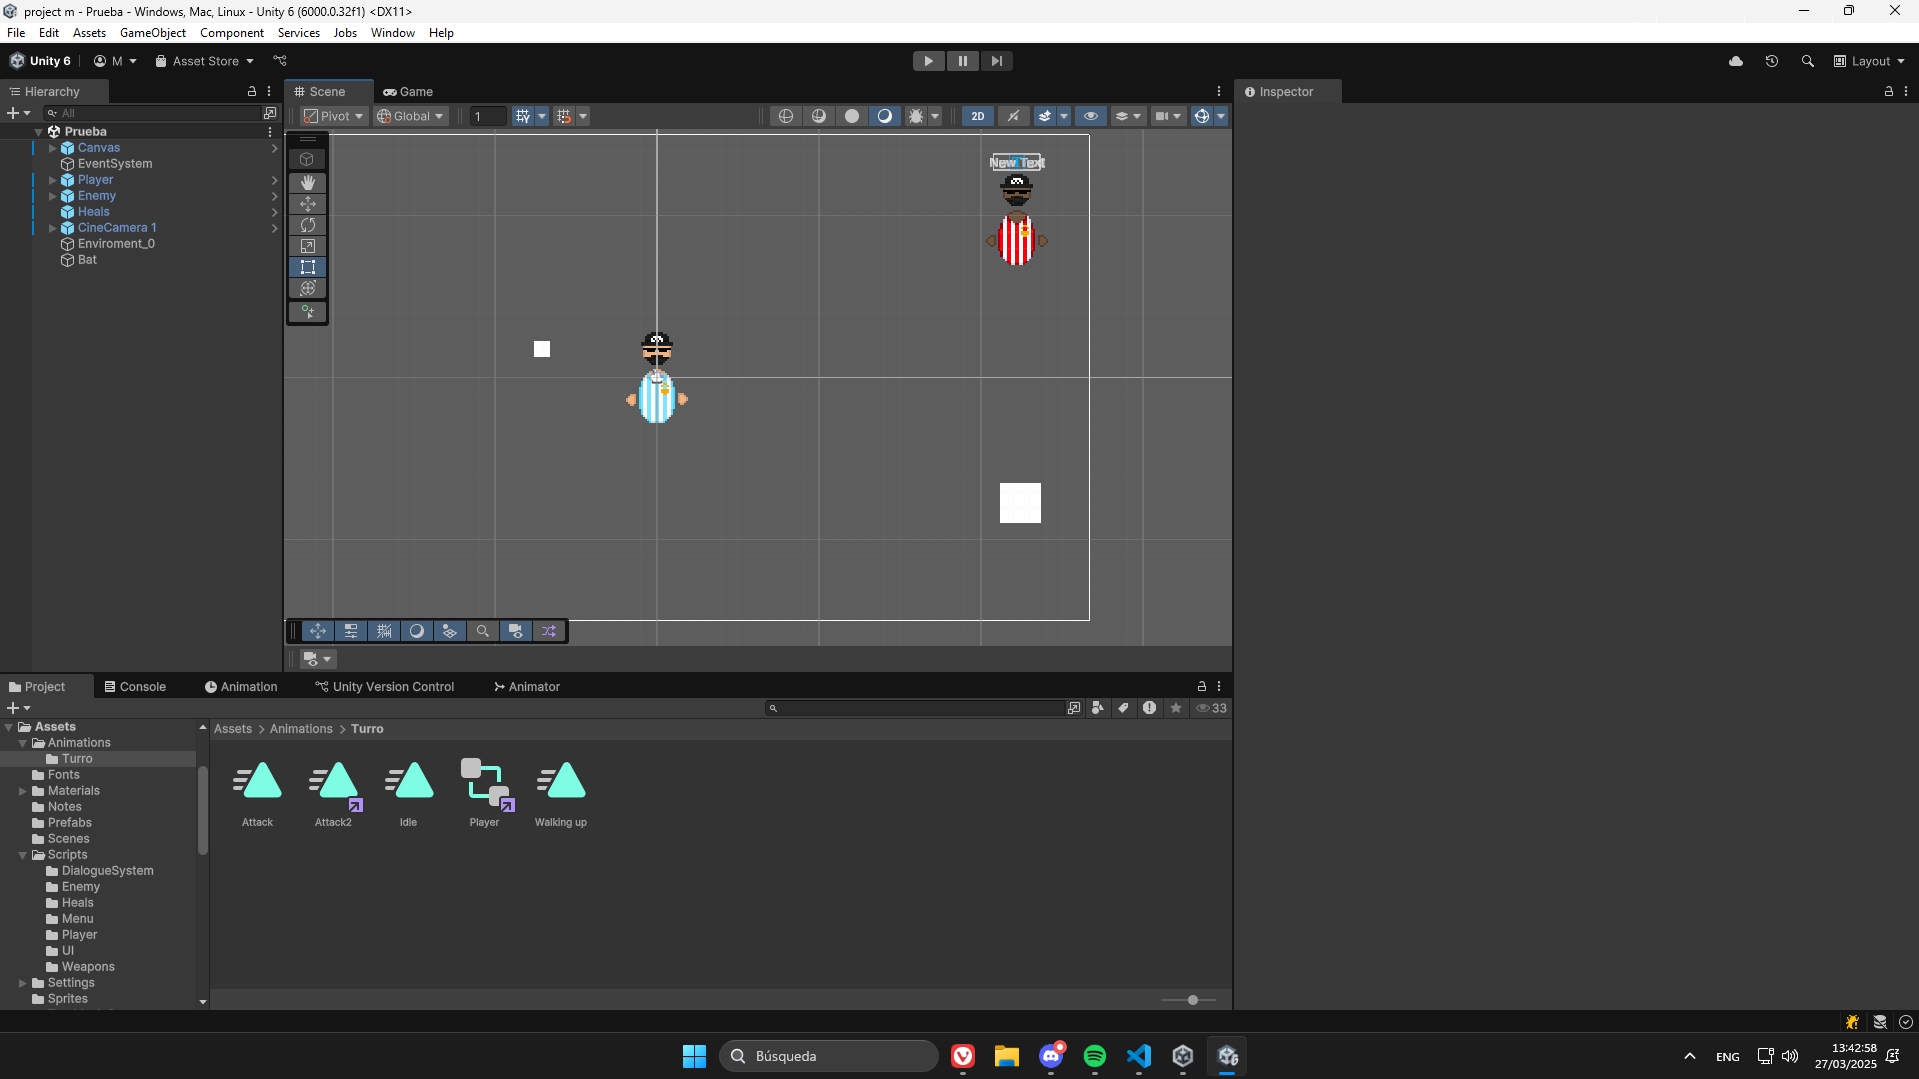 project m - Prueba - Windows, Mac, Linux - Unity 6 (6000.0.32f1) <DX11>
File Edit Assets GameObject Component Services Jobs Window Help
Unity 6 M Asset Store Layout
Hierarchy
All
Prueba
Canvas
EventSystem
Player
Enemy
Heals
CineCamera 1
Enviroment_0
Bat
Scene Game
Pivot Global 1 2D
New Text
Inspector
Project Console Animation Unity Version Control Animator
33
Assets
Animations
Turro
Fonts
Materials
Notes
Prefabs
Scenes
Scripts
DialogueSystem
Enemy
Heals
Menu
Player
UI
Weapons
Settings
Sprites
Assets > Animations > Turro
Attack Attack2 Idle Player Walking up
Búsqueda
ENG
13:42:58
27/03/2025